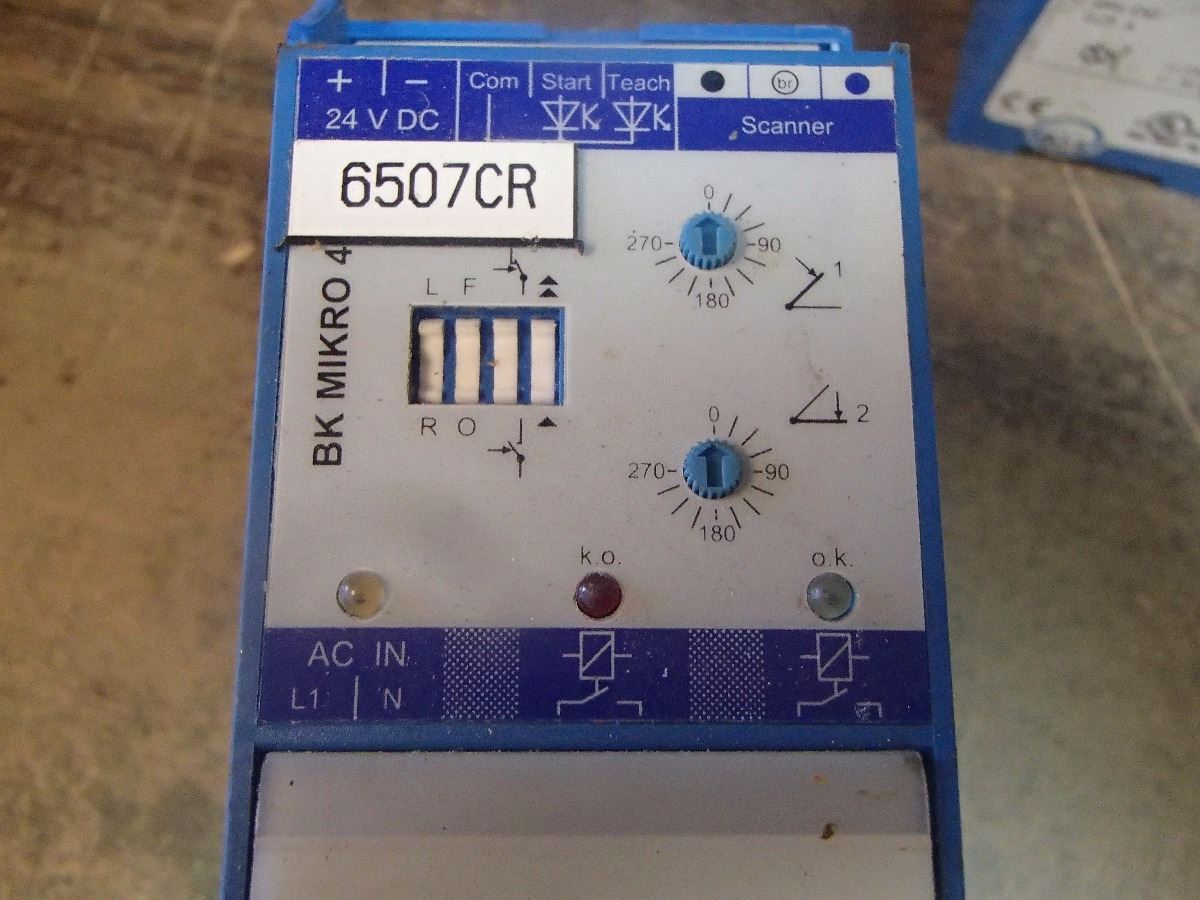 + −
24 V DC
Com Start Teach
br
Scanner
6507CR
BK MIKRO 4
L F
R O
0
270 90
180
1
0
270 90
180
2
k.o. o.k.
AC IN
L1 N
CE